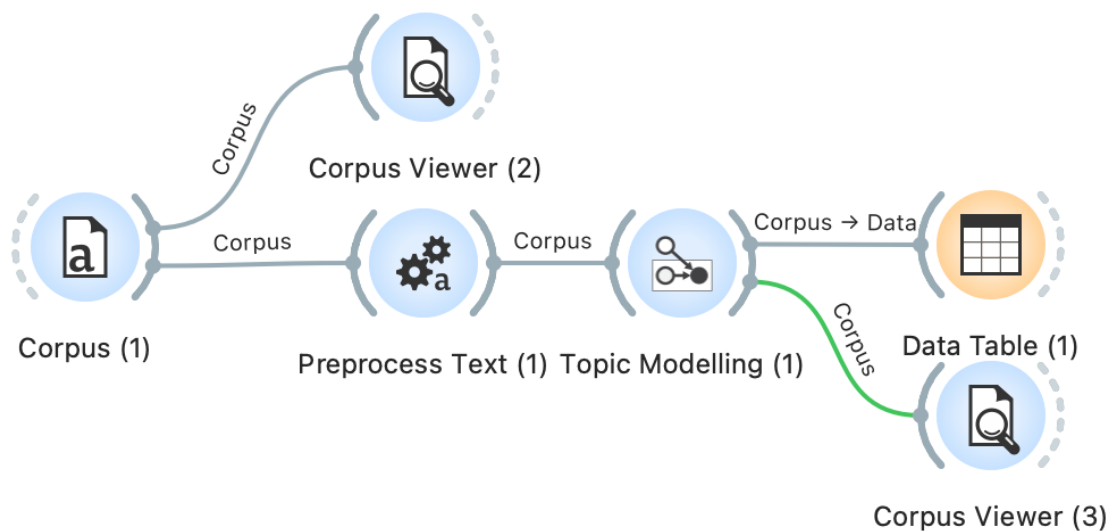 Corpus
Corpus Viewer (2)
a
Corpus (1)
Corpus
a
Preprocess Text (1)
Corpus
Topic Modelling (1)
Corpus → Data
Data Table (1)
Corpus
Corpus Viewer (3)